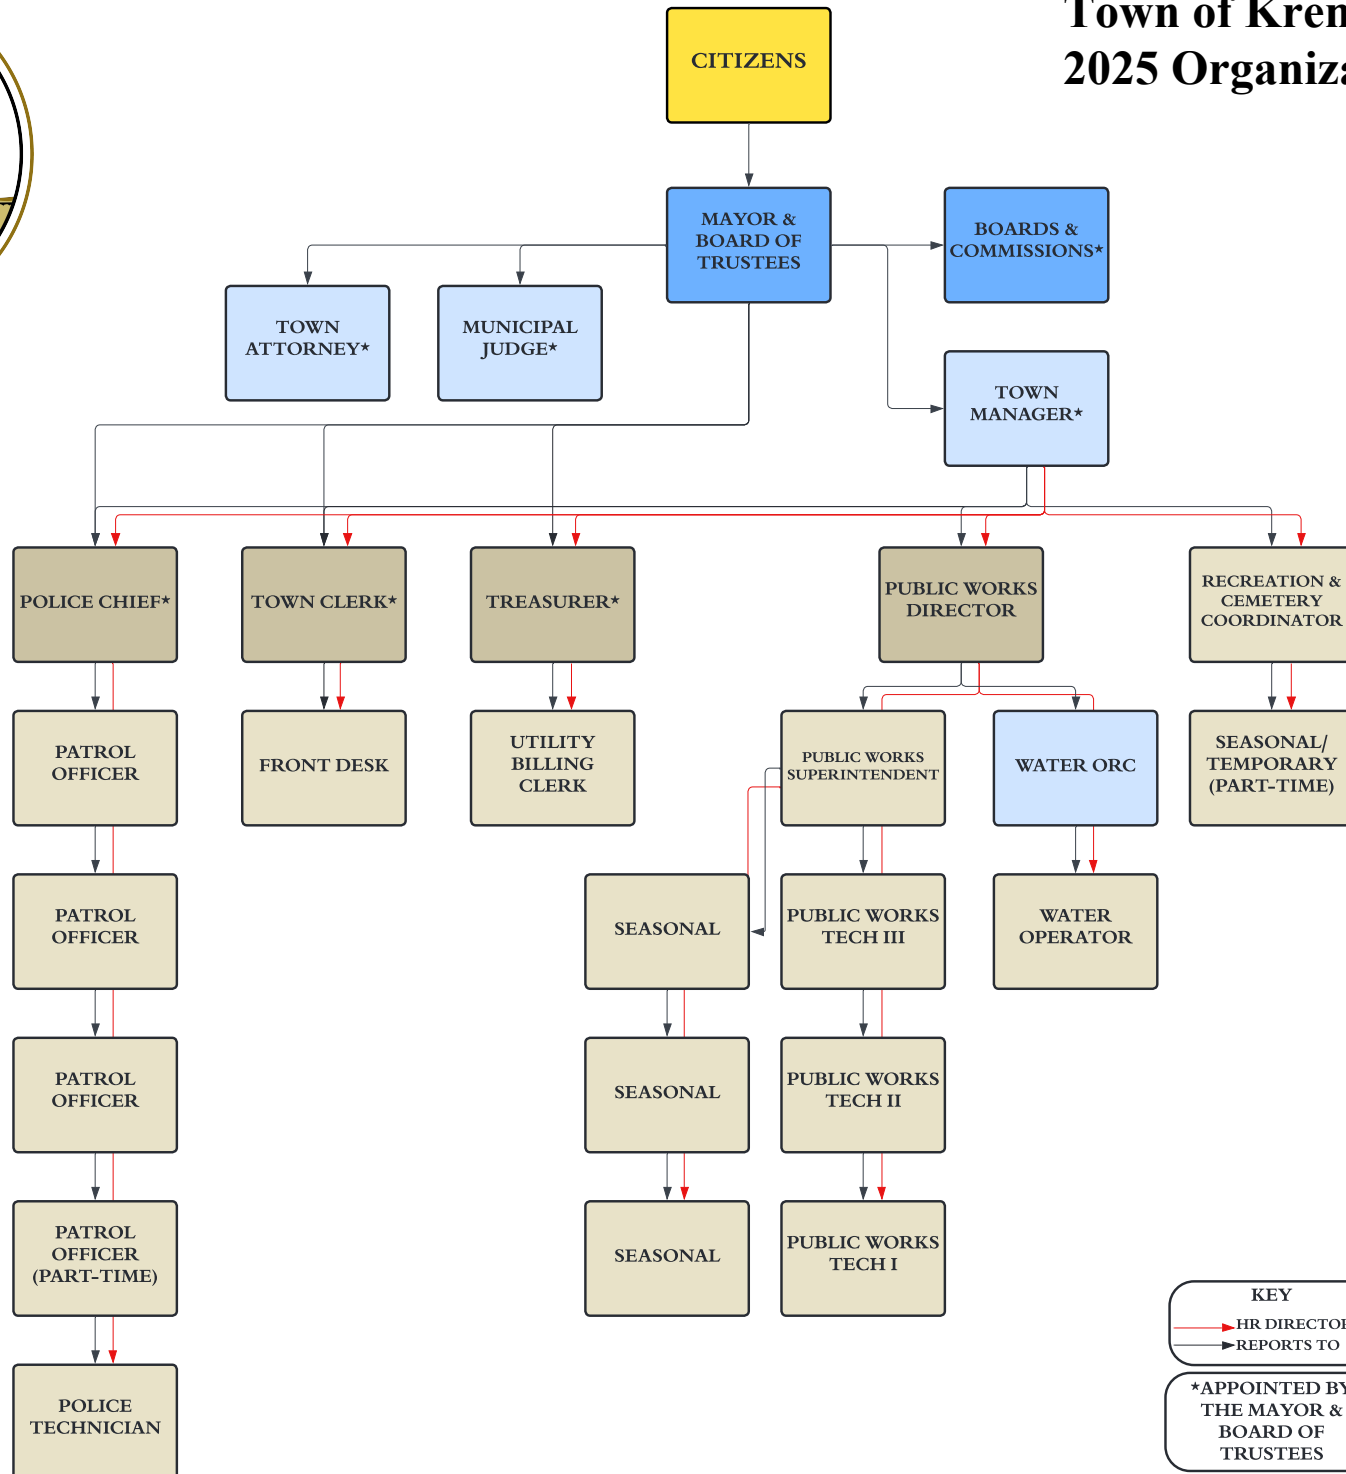 Town of
2025
CITIZENS
MAYOR &
BOARD OF
TRUSTEES
BOARDS &
COMMISSIONS★
TOWN
ATTORNEY★
MUNICIPAL
JUDGE★
TOWN
MANAGER★
POLICE CHIEF★
TOWN CLERK★
TREASURER★
PUBLIC WORKS
DIRECTOR
RECREATION &
CEMETERY
COORDINATOR
PATROL
OFFICER
FRONT DESK
UTILITY
BILLING
CLERK
PUBLIC WORKS
SUPERINTENDENT
WATER ORC
SEASONAL/
TEMPORARY
(PART-TIME)
PATROL
OFFICER
SEASONAL
PUBLIC WORKS
TECH III
WATER
OPERATOR
PATROL
OFFICER
SEASONAL
PUBLIC WORKS
TECH II
PATROL
OFFICER
(PART-TIME)
SEASONAL
PUBLIC WORKS
TECH I
POLICE
TECHNICIAN
KEY
HR
REPORTS TO
★APPOINTED BY
THE MAYOR &
BOARD OF
TRUSTEES